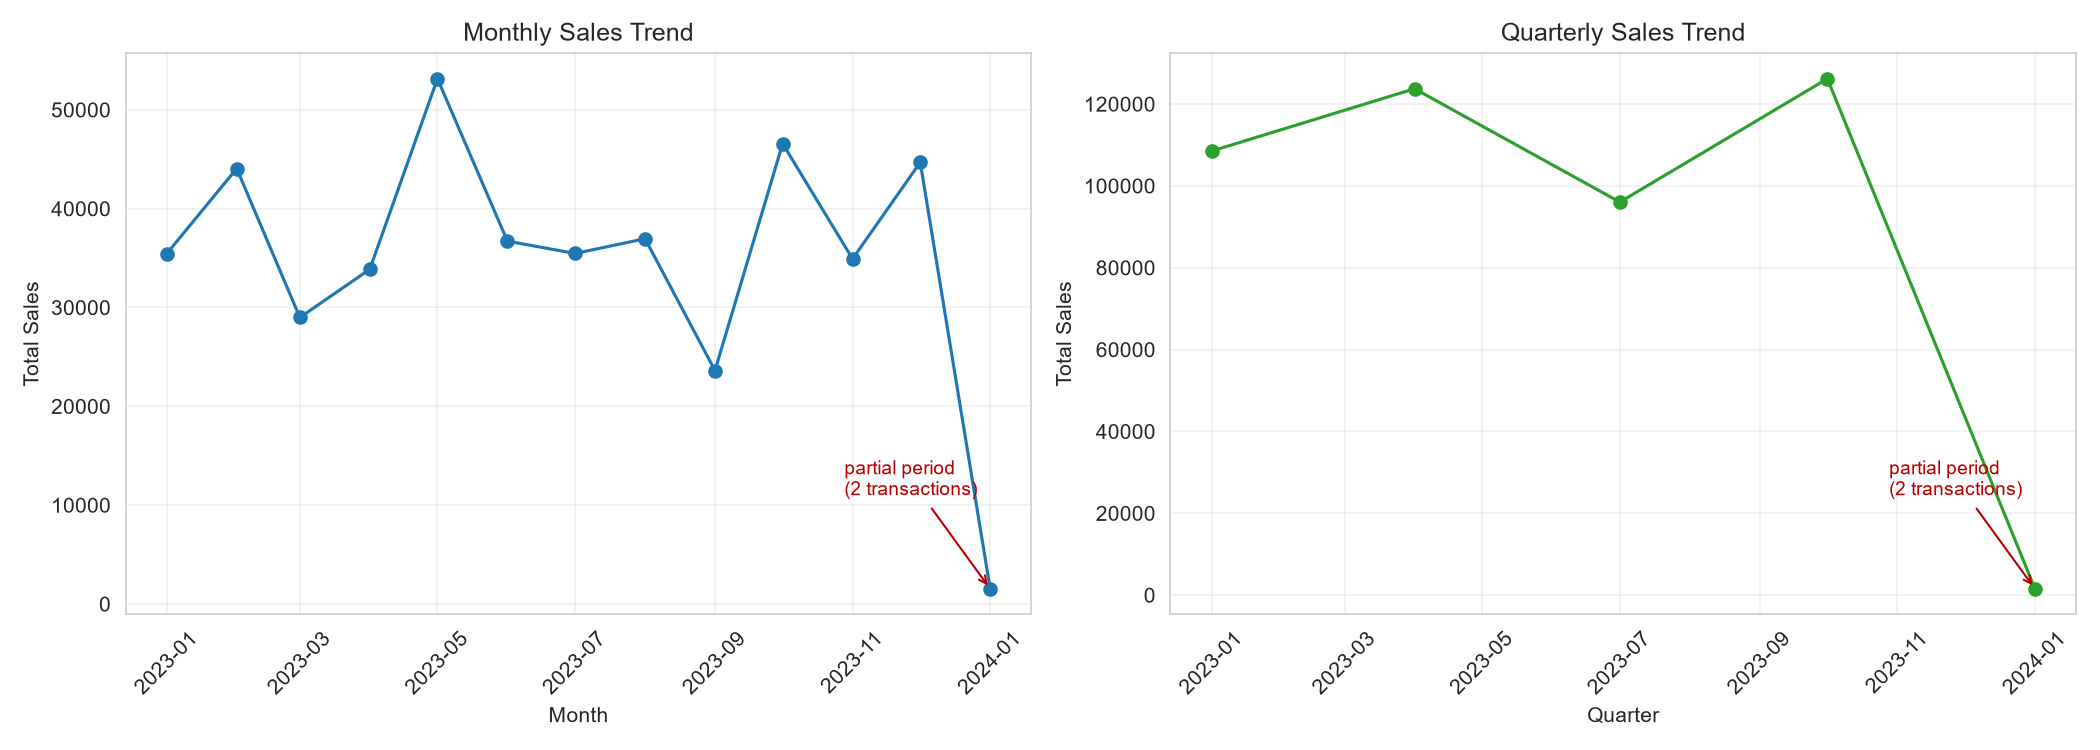 Monthly Sales Trend
Total Sales
50000
40000
30000
20000
10000
0
partial period
(2 transactions)
2023-01
2023-03
2023-05
2023-07
2023-09
2023-11
2024-01
Month
Quarterly Sales Trend
Total Sales
120000
100000
80000
60000
40000
20000
0
partial period
(2 transactions)
2023-01
2023-03
2023-05
2023-07
2023-09
2023-11
2024-01
Quarter